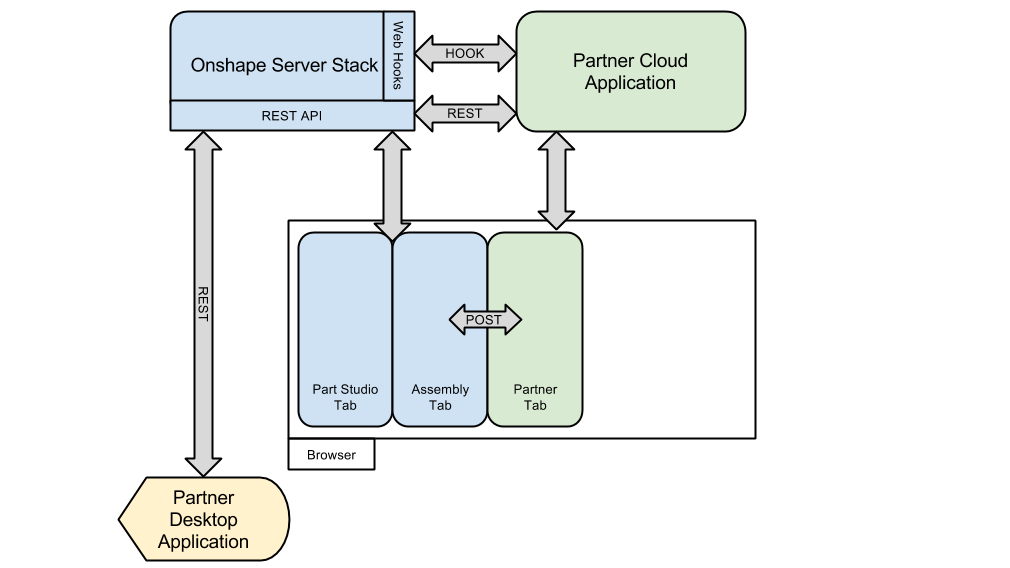 Onshape Server Stack
Web Hooks
REST API
HOOK
REST
Partner Cloud
Application
REST
POST
Part Studio
Tab
Assembly
Tab
Partner
Tab
Browser
Partner
Desktop
Application